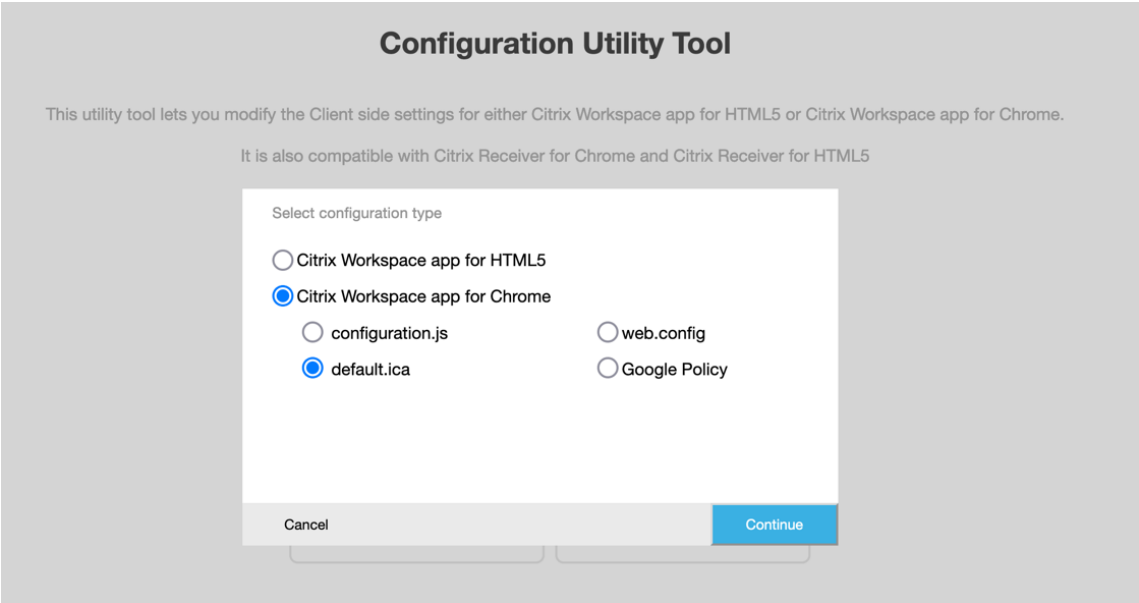 Configuration Utility Tool
This utility tool lets you modify the Client side settings for either Citrix Workspace app for HTML5 or Citrix Workspace app for Chrome.
It is also compatible with Citrix Receiver for Chrome and Citrix Receiver for HTML5
Select configuration type
Citrix Workspace app for HTML5
Citrix Workspace app for Chrome
configuration.js web.config
default.ica Google Policy
Cancel Continue